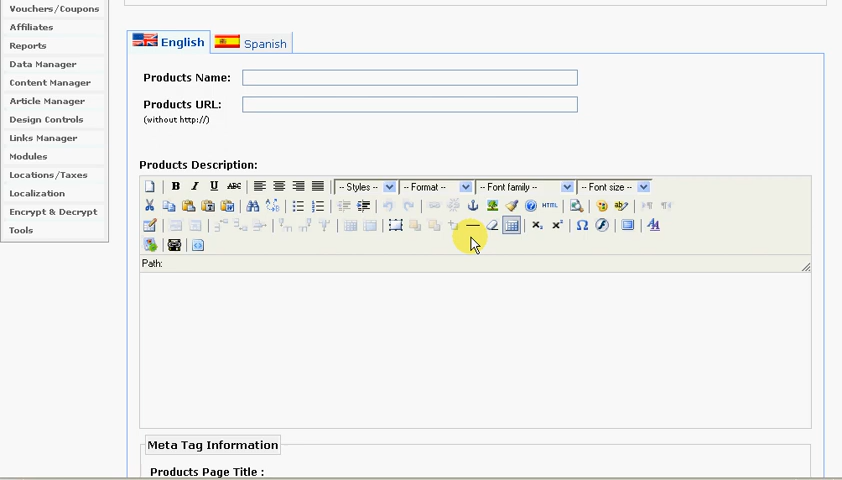 Vouchers/Coupons
Affiliates
Reports
Data Manager
Content Manager
Article Manager
Design Controls
Links Manager
Modules
Locations/Taxes
Localization
Encrypt & Decrypt
Tools
English
Spanish
Products Name:
Products URL:
(without http://)
Products Description:
B I U ABC -- Styles -- -- Format -- -- Font family -- -- Font size --
HTML
Path:
Meta Tag Information
Products Page Title :